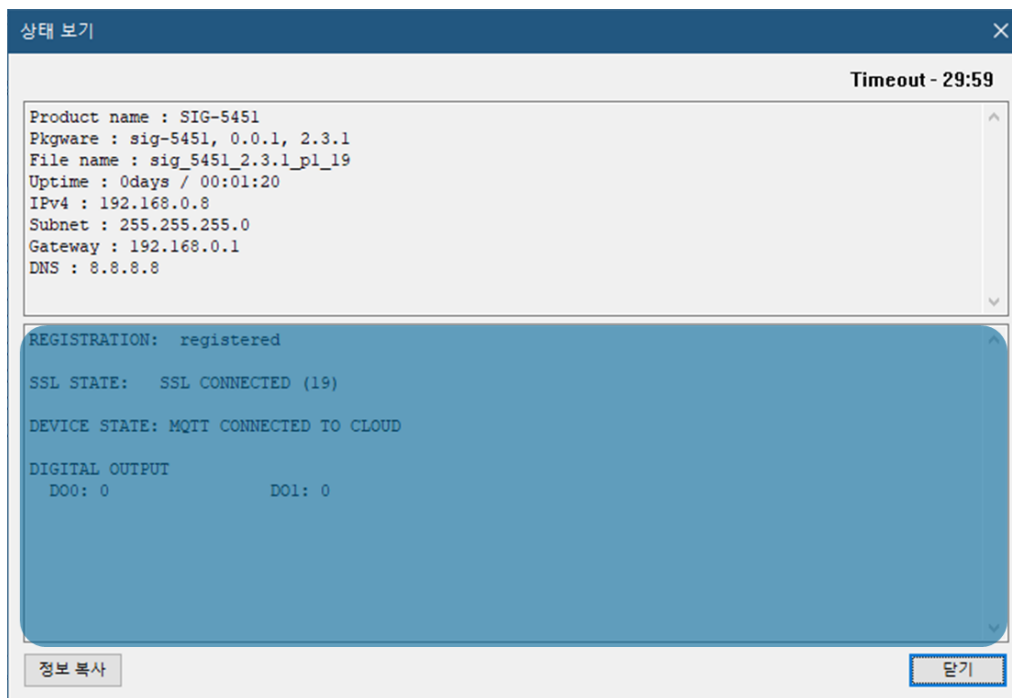 상태 보기
Timeout - 29:59
Product name : SIG-5451
Pkgware : sig-5451, 0.0.1, 2.3.1
File name : sig_5451_2.3.1_p1_19
Uptime : 0days / 00:01:20
IPv4 : 192.168.0.8
Subnet : 255.255.255.0
Gateway : 192.168.0.1
DNS : 8.8.8.8
REGISTRATION: registered
SSL STATE: SSL CONNECTED (19)
DEVICE STATE: MQTT CONNECTED TO CLOUD
DIGITAL OUTPUT
DO0: 0 DO1: 0
정보 복사 닫기